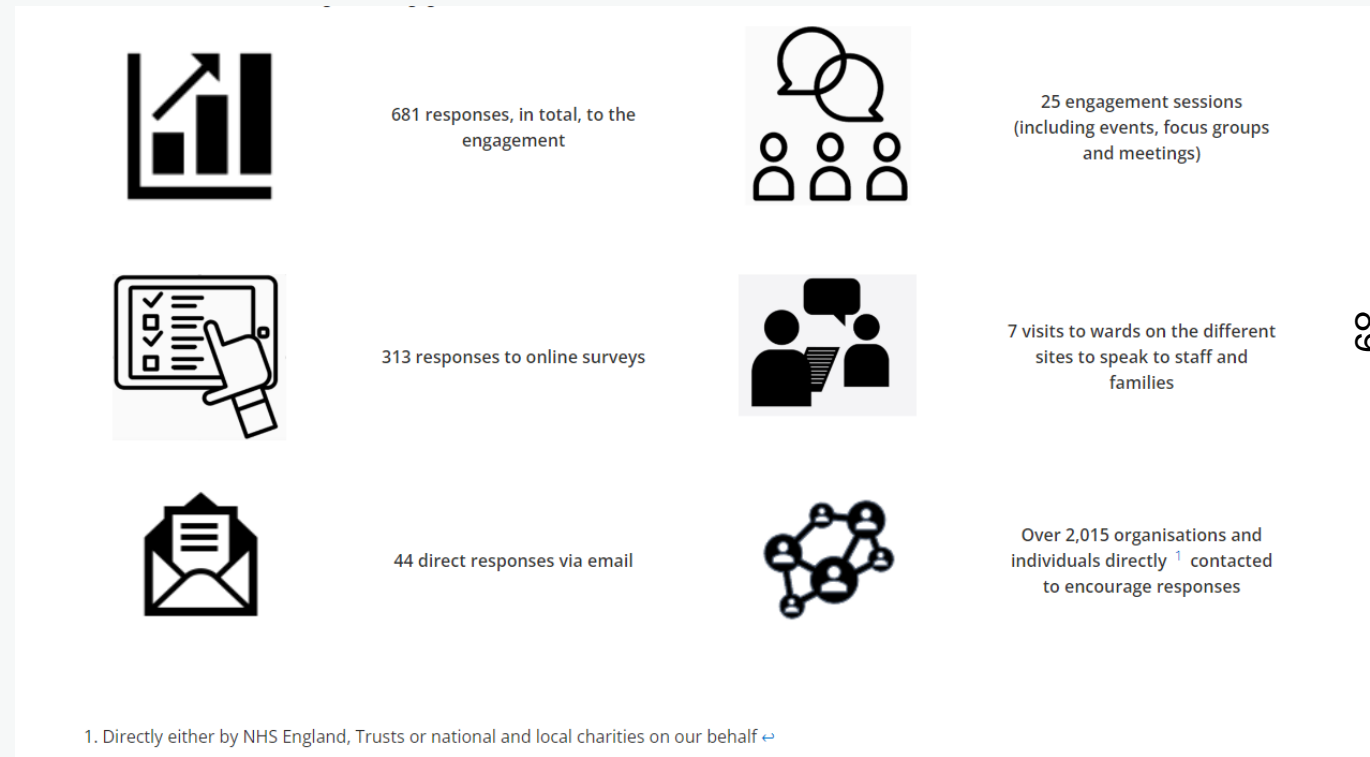 681 responses, in total, to the
engagement
25 engagement sessions
(including events, focus groups
and meetings)
313 responses to online surveys
7 visits to wards on the different
sites to speak to staff and
families
44 direct responses via email
Over 2,015 organisations and
individuals directly 1 contacted
to encourage responses
1. Directly either by NHS England, Trusts or national and local charities on our behalf ↩